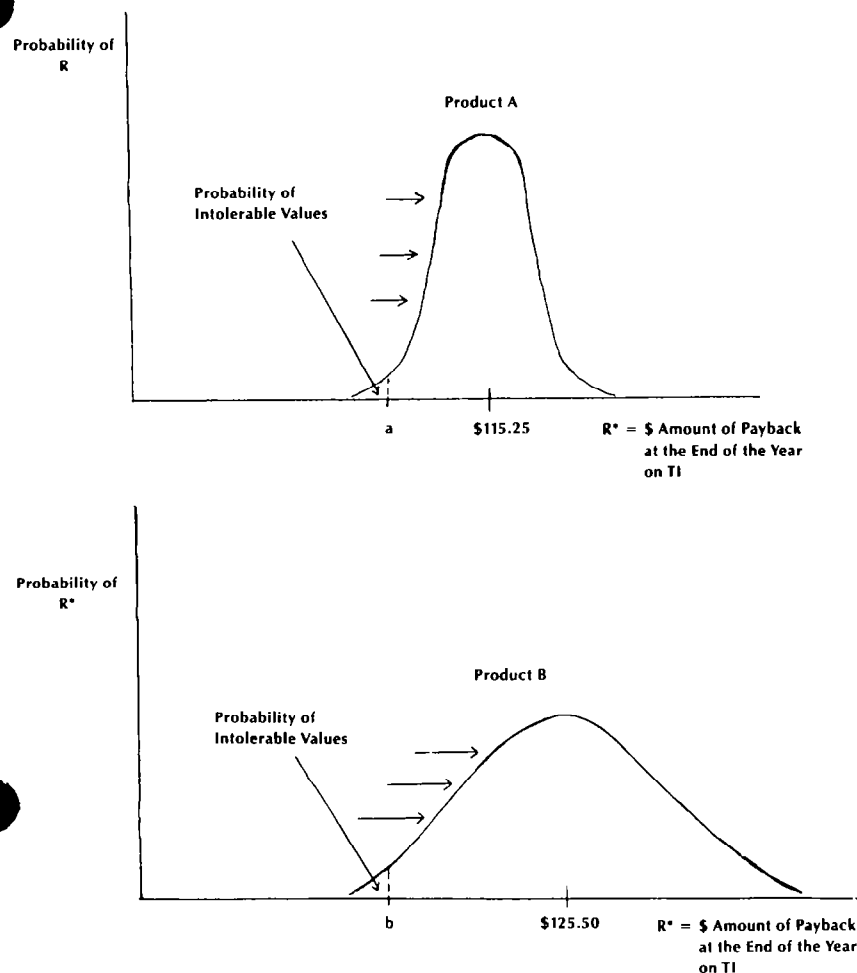 Probability of
R
Product A
Probability of
Intolerable Values
a
$115.25
R* = $ Amount of Payback
at the End of the Year
on TI
Probability of
R*
Product B
Probability of
Intolerable Values
b
$125.50
R* = $ Amount of Payback
at the End of the Year
on TI